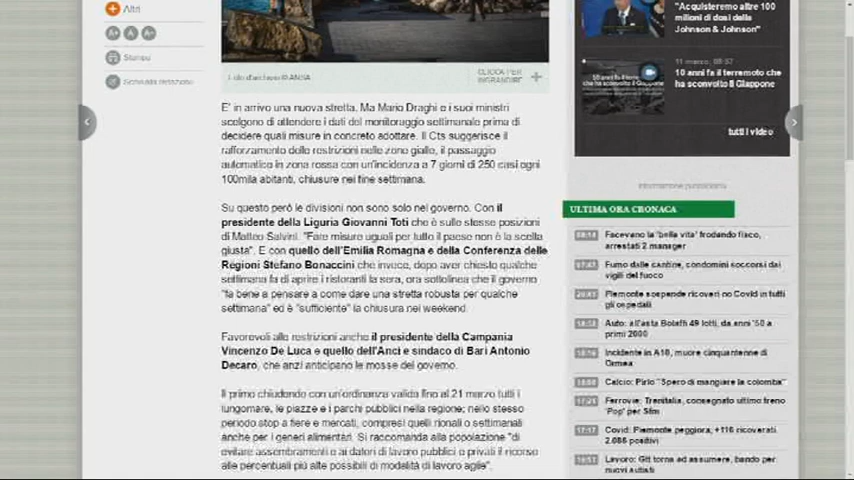 Altri
A+ A A-
Stampa
Scrivi alla redazione
CLICCA PER
INGRANDIRE
E' in arrivo una nuova stretta. Ma Mario Draghi e i suoi ministri
scelgono di attendere i dati del monitoraggio settimanale prima di
decidere quali misure in concreto adottare. Il Cts suggerisce il
rafforzamento delle restrizioni nelle zone gialle, il passaggio
automatico in zona rossa con un'incidenza a 7 giorni di 250 casi ogni
100mila abitanti, chiusure nei fine settimana.
Su questo però le divisioni non sono solo nel governo. Con il
presidente della Liguria Giovanni Toti che è sulle stesse posizioni
di Matteo Salvini. "Fare misure uguali per tutto il paese non è la scelta
giusta". E con quello dell'Emilia Romagna e della Conferenza delle
Regioni Stefano Bonaccini che invece, dopo aver chiesto qualche
settimana fa di aprire i ristoranti la sera, ora sottolinea che il governo
"fa bene a pensare a come dare una stretta robusta per qualche
settimana" ed è "sufficiente" la chiusura nei weekend.
Favorevoli alle restrizioni anche il presidente della Campania
Vincenzo De Luca e quello dell'Anci e sindaco di Bari Antonio
Decaro, che anzi anticipano le mosse del governo.
Il primo chiudendo con un'ordinanza valida fino al 21 marzo tutti i
lungomare, le piazze e i parchi pubblici nella regione; nello stesso
periodo stop a fiere e mercati, compresi quelli rionali o settimanali
anche per i generi alimentari. Si raccomanda alla popolazione "di
evitare assembramenti e ai datori di lavoro pubblici e privati il ricorso
alle percentuali più alte possibili di modalità di lavoro agile".
"Acquisteremo altre 100
milioni di dosi della
Johnson & Johnson"
11 marzo, 08:37
10 anni fa il terremoto che
ha sconvolto il Giappone
tutti i video
informazione pubblicitaria
ULTIMA ORA CRONACA
Facevano la 'bella vita' frodando fisco,
arrestati 2 manager
Fumo dalle cantine, condomini soccorsi dai
vigili del fuoco
Piemonte sospende ricoveri no Covid in tutti
gli ospedali
Auto: all'asta Bolaffi 49 lotti, da anni '50 a
primi 2000
Incidente in A10, muore cinquantenne di
Ormea
Calcio: Pirlo "Spero di mangiare la colomba"
Ferrovie: Trenitalia, consegnato ultimo treno
'Pop' per Sfm
Covid: Piemonte peggiora, +116 ricoverati,
2.086 positivi
Lavoro: Gtt torna ad assumere, bando per
nuovi autisti